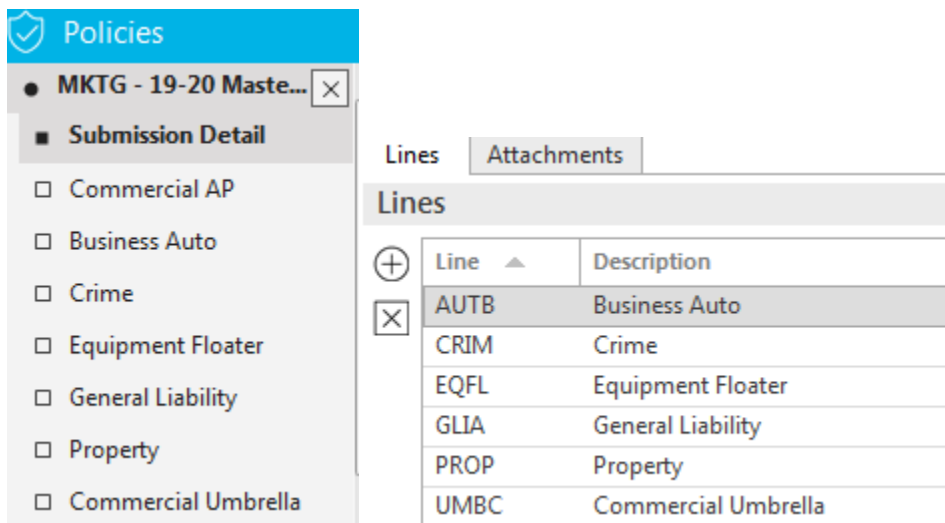 Policies
MKTG - 19-20 Maste...
Submission Detail
Commercial AP
Business Auto
Crime
Equipment Floater
General Liability
Property
Commercial Umbrella
Lines Attachments
Lines
Line Description
AUTB Business Auto
CRIM Crime
EQFL Equipment Floater
GLIA General Liability
PROP Property
UMBC Commercial Umbrella